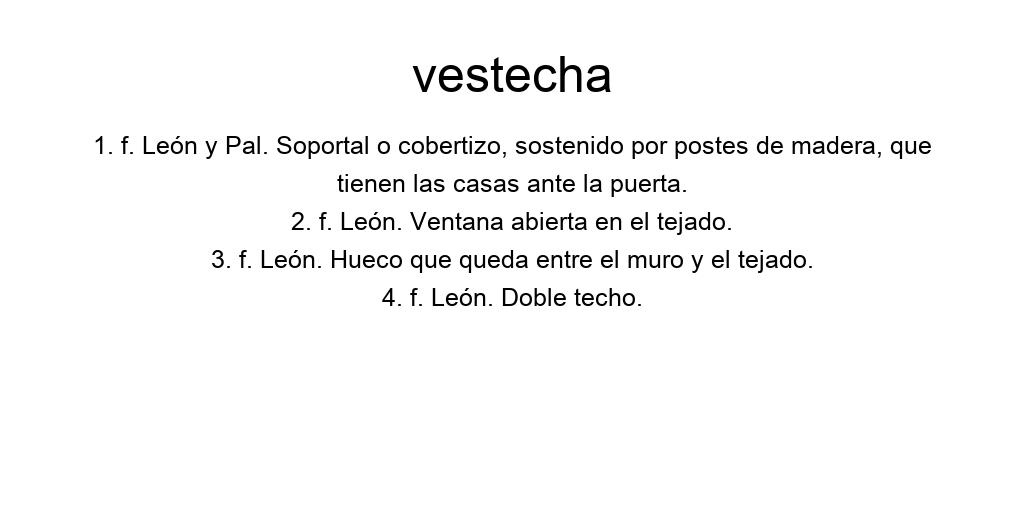 vestecha
1. f. León y Pal. Soportal o cobertizo, sostenido por postes de madera, que
tienen las casas ante la puerta.
2. f. León. Ventana abierta en el tejado.
3. f. León. Hueco que queda entre el muro y el tejado.
4. f. León. Doble techo.